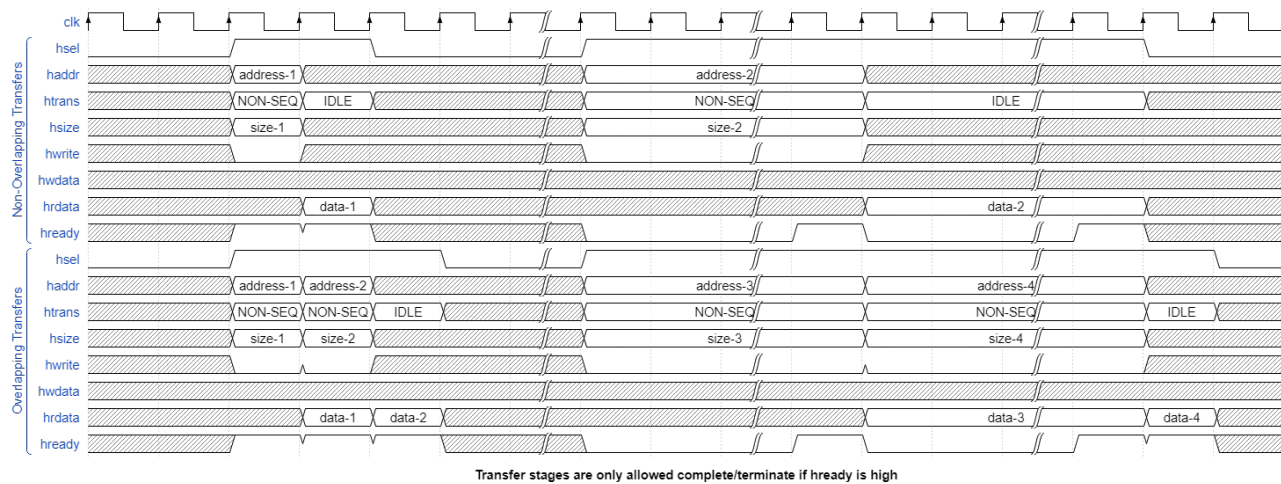 clk
Non-Overlapping Transfers
hsel
haddr address-1 address-2
htrans NON-SEQ IDLE NON-SEQ IDLE
hsize size-1 size-2
hwrite
hwdata
hrdata data-1 data-2
hready
Overlapping Transfers
hsel
haddr address-1 address-2 address-3 address-4
htrans NON-SEQ NON-SEQ IDLE NON-SEQ NON-SEQ IDLE
hsize size-1 size-2 size-3 size-4
hwrite
hwdata
hrdata data-1 data-2 data-3 data-4
hready
Transfer stages are only allowed complete/terminate if hready is high